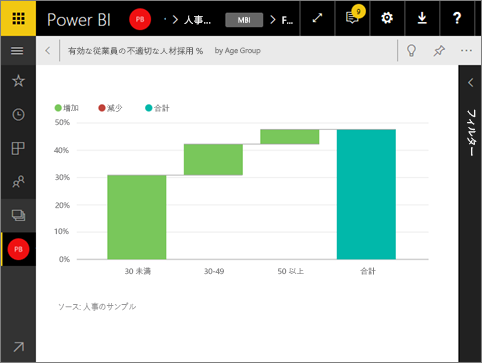 Power BI
PB
人事...
MBI
F...
9
?
有効な従業員の不適切な人材採用 %
by Age Group
増加
減少
合計
50%
40%
30%
20%
10%
0%
30 未満
30-49
50 以上
合計
ソース: 人事のサンプル
フィルター
PB